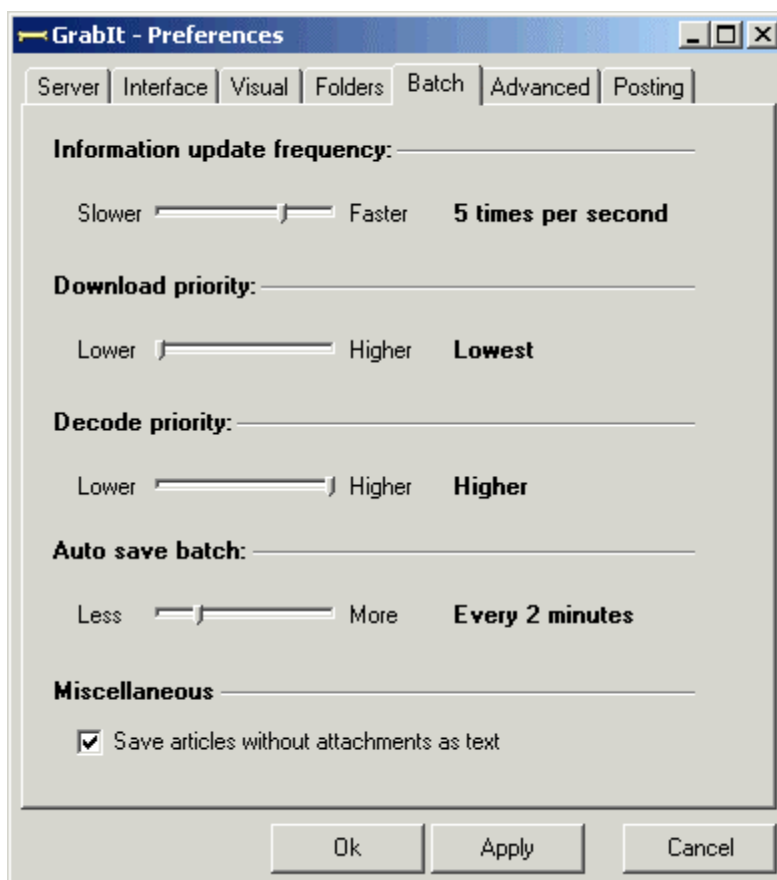 GrabIt - Preferences
Server Interface Visual Folders Batch Advanced Posting
Information update frequency:
Slower Faster 5 times per second
Download priority:
Lower Higher Lowest
Decode priority:
Lower Higher Higher
Auto save batch:
Less More Every 2 minutes
Miscellaneous
Save articles without attachments as text
Ok Apply Cancel